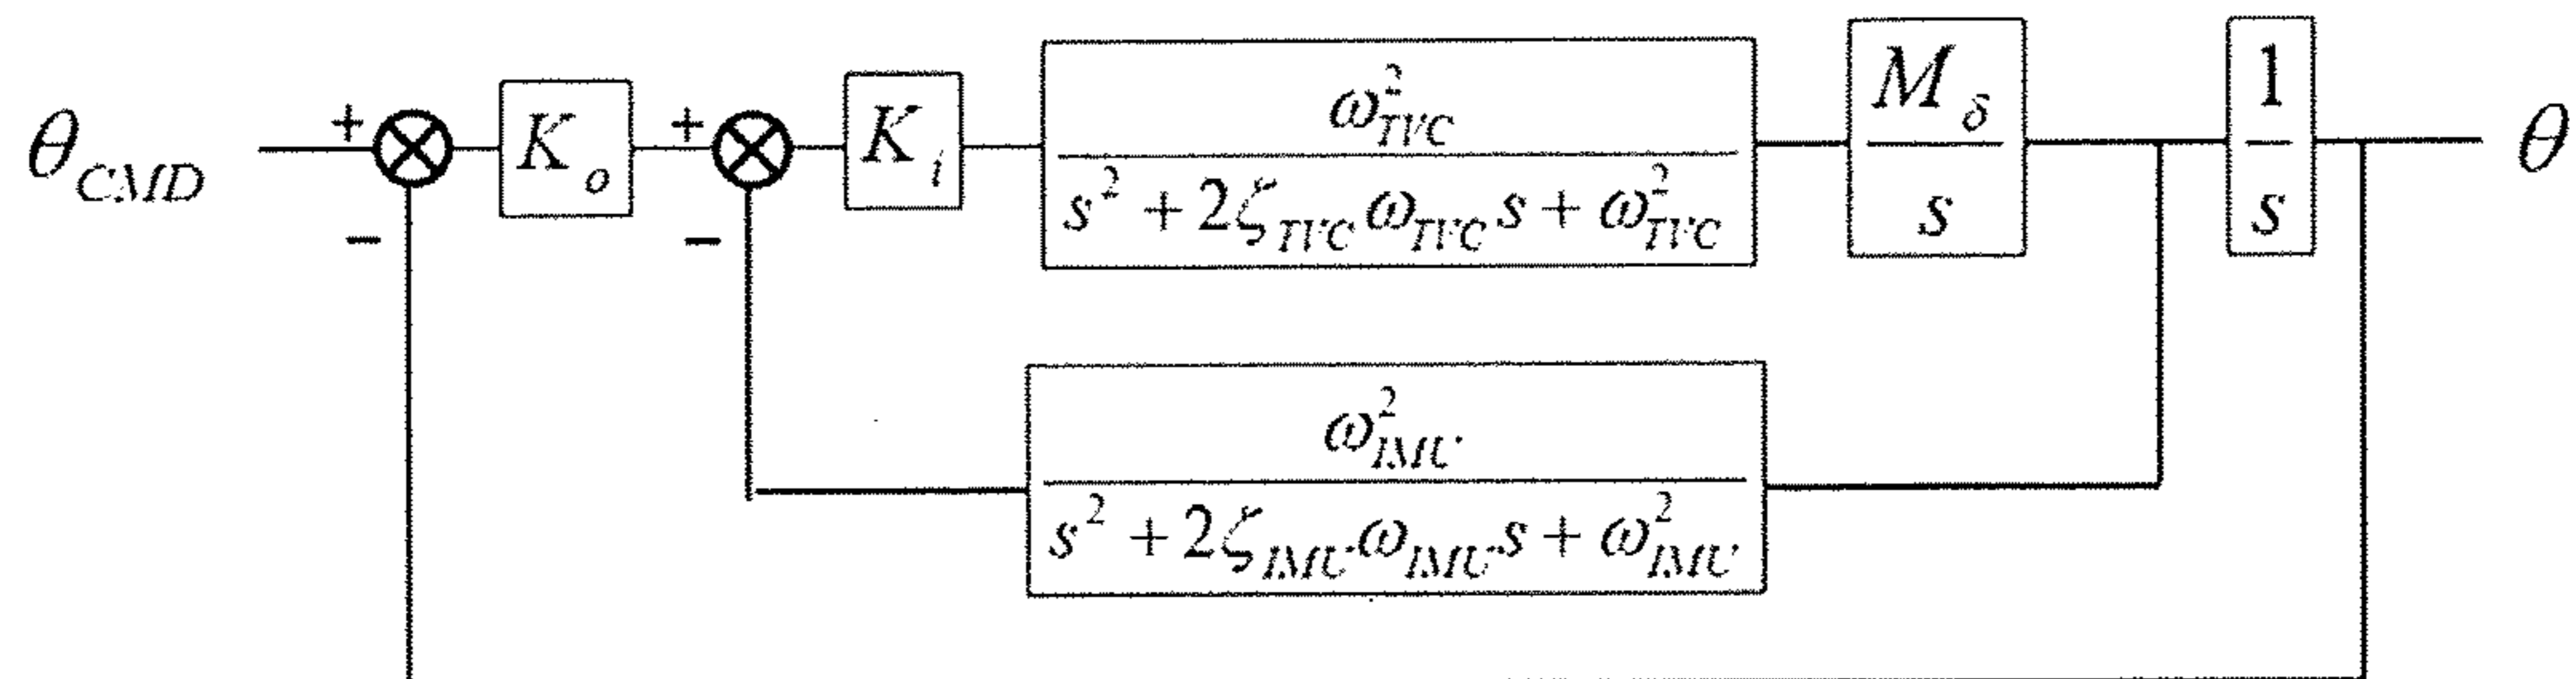 θ_CMD + − K_o + − K_i ω²_TVC / (s² + 2ζ_TVC ω_TVC s + ω²_TVC) M_δ / s 1 / s θ
ω²_IMU / (s² + 2ζ_IMU ω_IMU s + ω²_IMU)